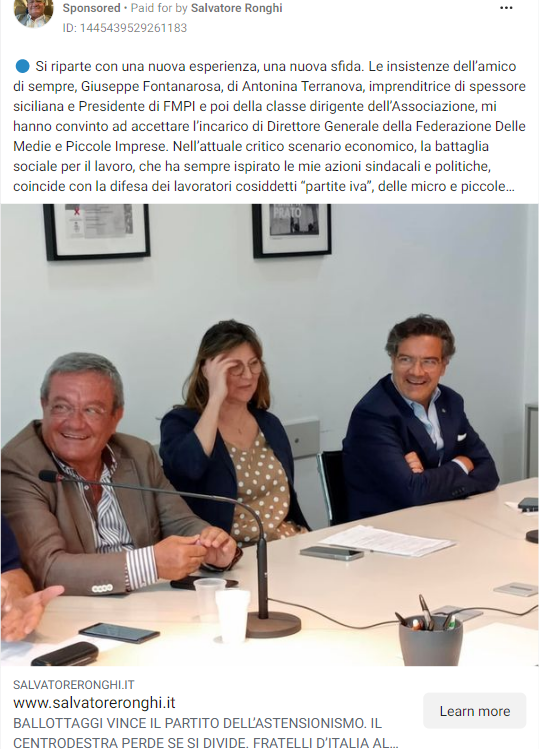 Sponsored • Paid for by Salvatore Ronghi
ID: 1445439529261183
Si riparte con una nuova esperienza, una nuova sfida. Le insistenze dell’amico
di sempre, Giuseppe Fontanarosa, di Antonina Terranova, imprenditrice di spessore
siciliana e Presidente di FMPI e poi della classe dirigente dell’Associazione, mi
hanno convinto ad accettare l’incarico di Direttore Generale della Federazione Delle
Medie e Piccole Imprese. Nell’attuale critico scenario economico, la battaglia
sociale per il lavoro, che ha sempre ispirato le mie azioni sindacali e politiche,
coincide con la difesa dei lavoratori cosiddetti “partite iva”, delle micro e piccole...
PRATO
SALVATORERONGHI.IT
www.salvatoreronghi.it
BALLOTTAGGI VINCE IL PARTITO DELL’ASTENSIONISMO. IL
CENTRODESTRA PERDE SE SI DIVIDE. FRATELLI D’ITALIA AL...
Learn more